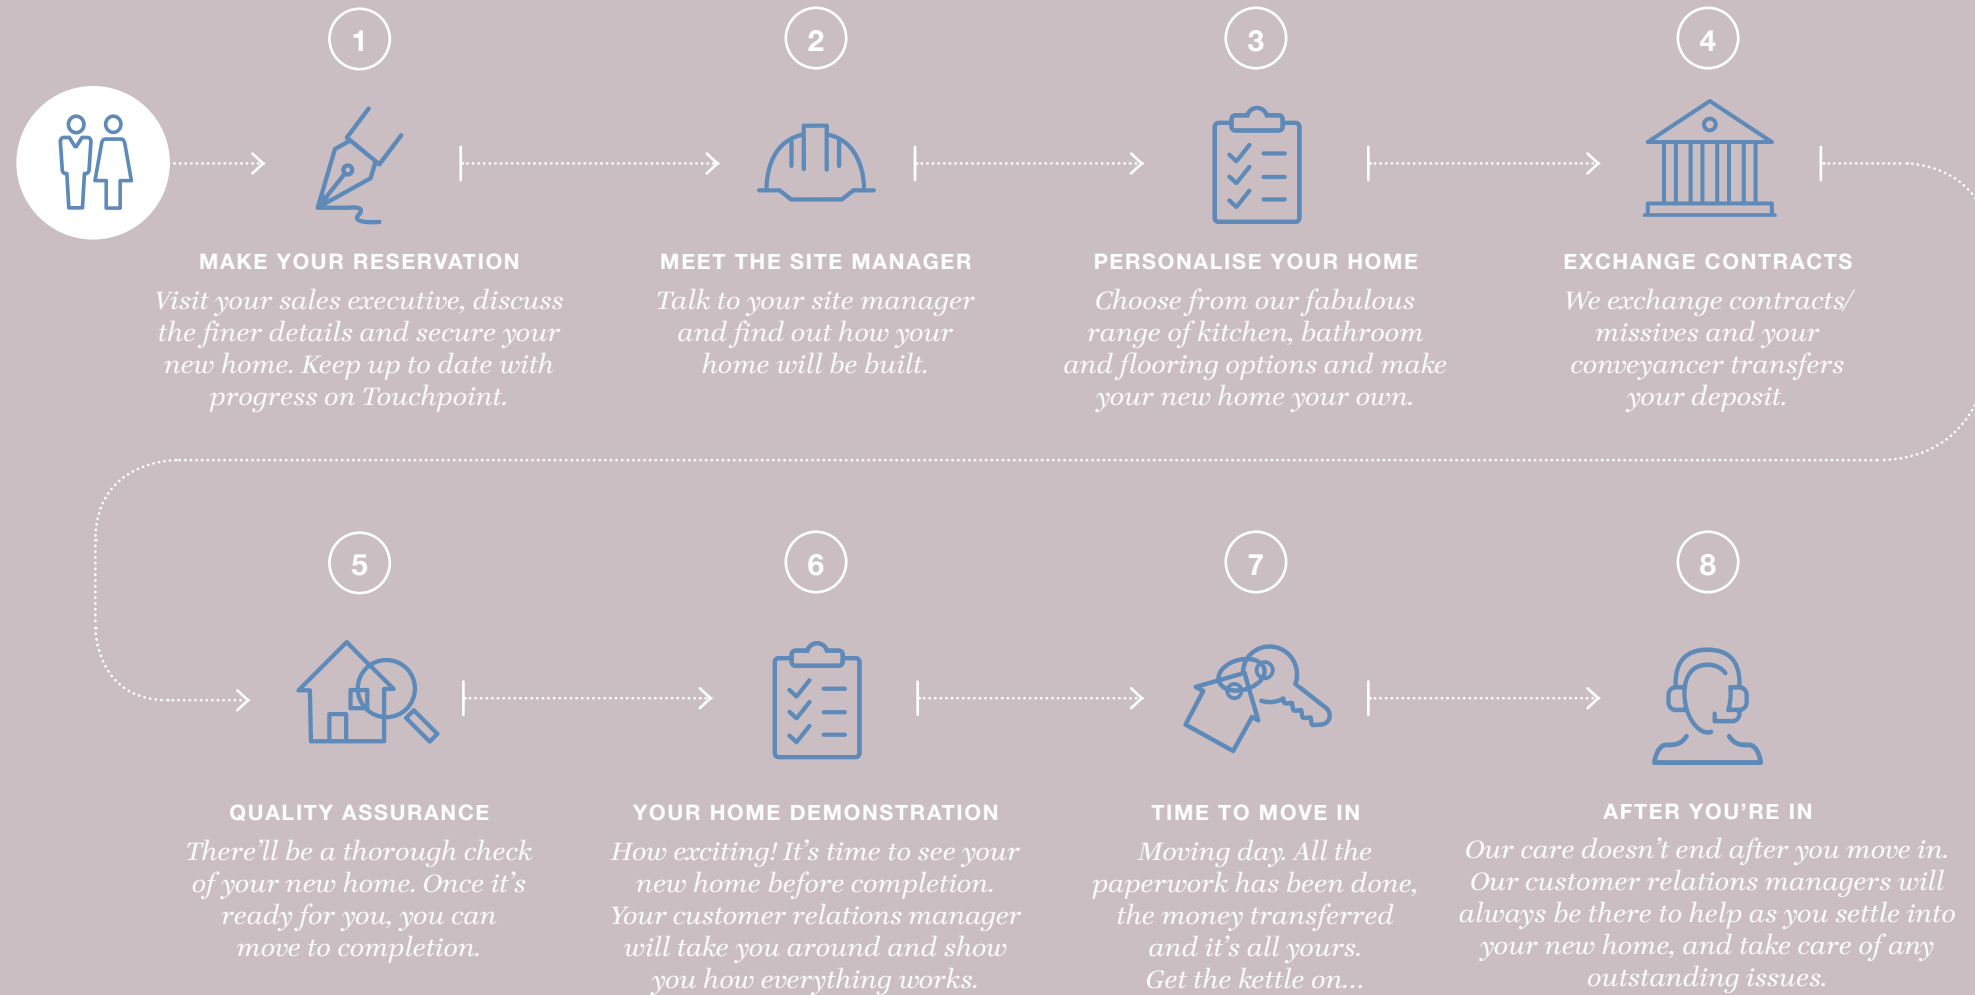 1
MAKE YOUR RESERVATION
Visit your sales executive, discuss
the finer details and secure your
new home. Keep up to date with
progress on Touchpoint.
2
MEET THE SITE MANAGER
Talk to your site manager
and find out how your
home will be built.
3
PERSONALISE YOUR HOME
Choose from our fabulous
range of kitchen, bathroom
and flooring options and make
your new home your own.
4
EXCHANGE CONTRACTS
We exchange contracts/
missives and your
conveyancer transfers
your deposit.
5
QUALITY ASSURANCE
There’ll be a thorough check
of your new home. Once it’s
ready for you, you can
move to completion.
6
YOUR HOME DEMONSTRATION
How exciting! It’s time to see your
new home before completion.
Your customer relations manager
will take you around and show
you how everything works.
7
TIME TO MOVE IN
Moving day. All the
paperwork has been done,
the money transferred
and it’s all yours.
Get the kettle on...
8
AFTER YOU’RE IN
Our care doesn’t end after you move in.
Our customer relations managers will
always be there to help as you settle into
your new home, and take care of any
outstanding issues.